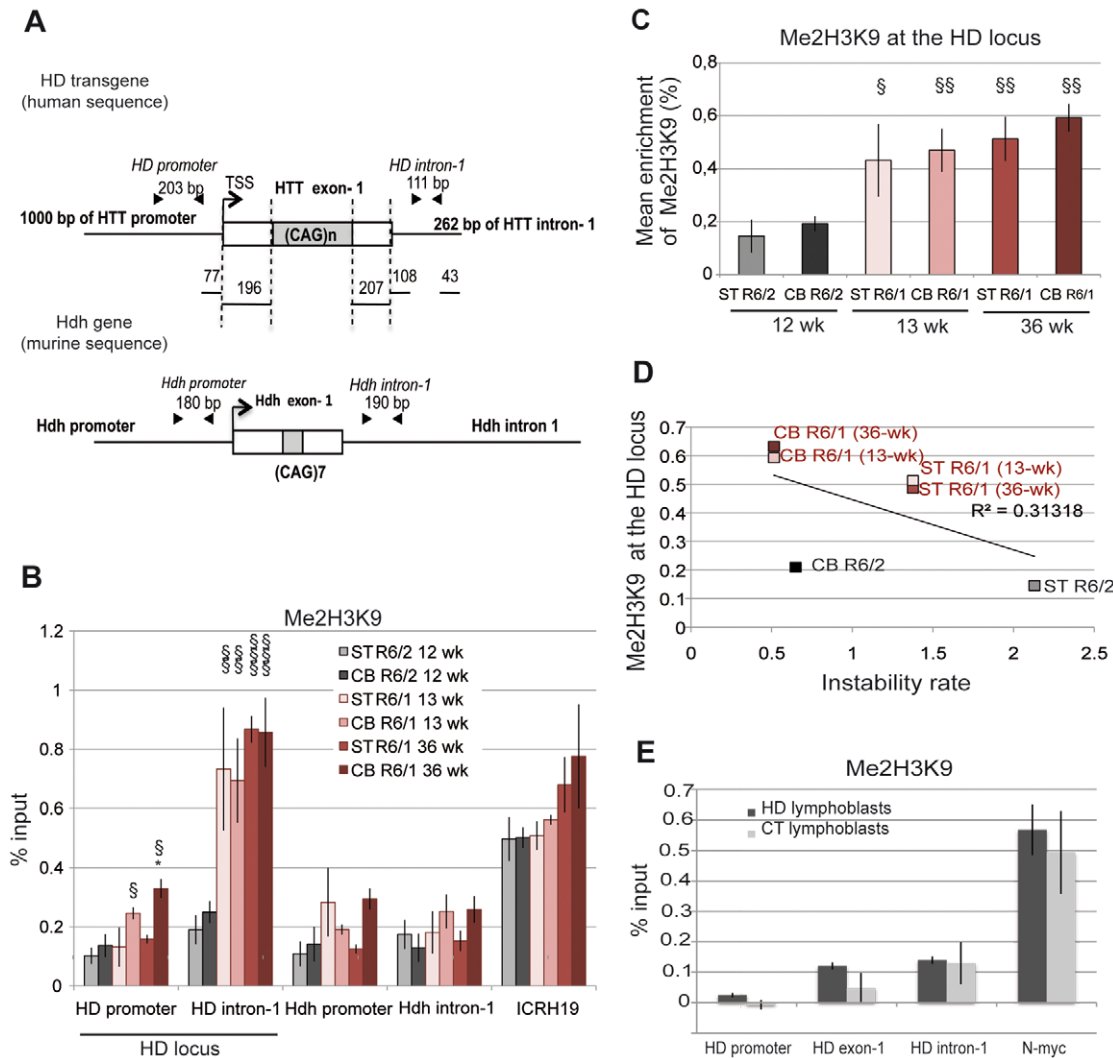 A
HD transgene
(human sequence)
HD promoter
203 bp
TSS
HTT exon-1
HD intron-1
111 bp
1000 bp of HTT promoter
(CAG)n
262 bp of HTT intron-1
77
196
207
108
43
Hdh gene
(murine sequence)
Hdh promoter
180 bp
Hdh exon-1
Hdh intron-1
190 bp
Hdh promoter
Hdh intron 1
(CAG)7
B
Me2H3K9
% input
1.2
1
0.8
0.6
0.4
0.2
0
§
§
*
§§
§§
§§§
§§§
ST R6/2 12 wk
CB R6/2 12 wk
ST R6/1 13 wk
CB R6/1 13 wk
ST R6/1 36 wk
CB R6/1 36 wk
HD promoter
HD intron-1
Hdh promoter
Hdh intron-1
ICRH19
HD locus
C
Me2H3K9 at the HD locus
Mean enrichment
of Me2H3K9 (%)
0,8
0,6
0,4
0,2
0
§
§§
§§
§§
ST R6/2
CB R6/2
ST R6/1
CB R6/1
ST R6/1
CB R6/1
12 wk
13 wk
36 wk
D
Me2H3K9 at the HD locus
0.7
0.6
0.5
0.4
0.3
0.2
0.1
0
CB R6/1 (36-wk)
CB R6/1 (13-wk)
ST R6/1 (13-wk)
ST R6/1 (36-wk)
R² = 0.31318
CB R6/2
ST R6/2
0
0.5
1
1.5
2
2.5
Instability rate
E
Me2H3K9
% input
0.7
0.6
0.5
0.4
0.3
0.2
0.1
0
HD lymphoblasts
CT lymphoblasts
HD promoter
HD exon-1
HD intron-1
N-myc